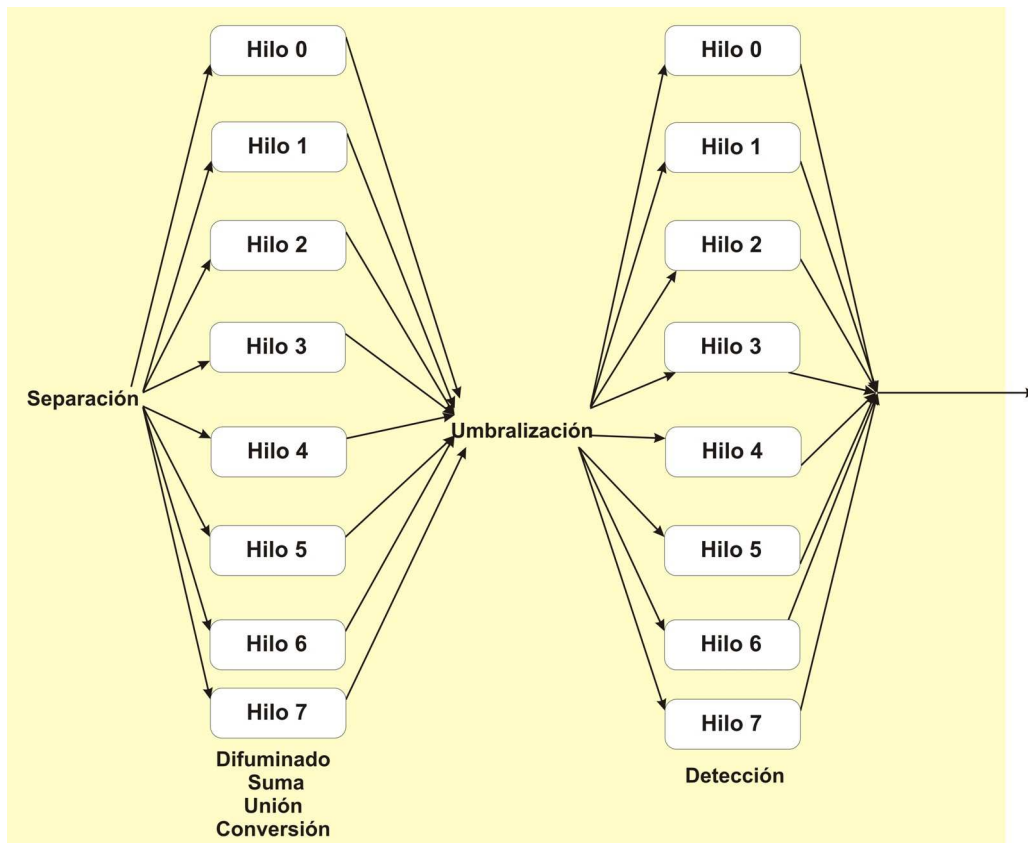 Hilo 0
Hilo 1
Hilo 2
Hilo 3
Separación
Hilo 4
Hilo 5
Hilo 6
Hilo 7
Difuminado
Suma
Unión
Conversión
Umbralización
Hilo 0
Hilo 1
Hilo 2
Hilo 3
Hilo 4
Hilo 5
Hilo 6
Hilo 7
Detección